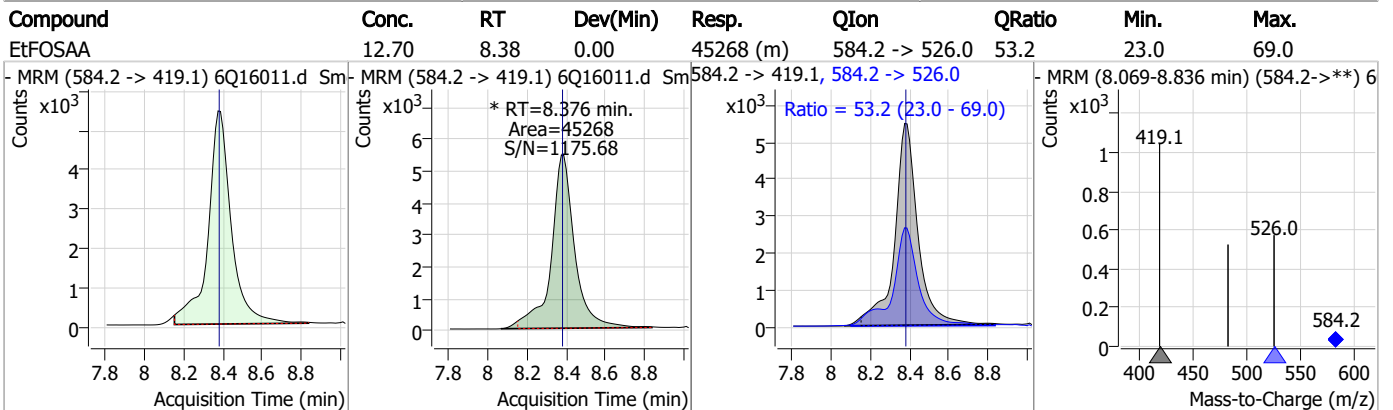 Compound Conc. RT Dev(Min) Resp. QIon QRatio Min. Max.
EtFOSAA 12.70 8.38 0.00 45268 (m) 584.2 -> 526.0 53.2 23.0 69.0
- MRM (584.2 -> 419.1) 6Q16011.d Sm
Counts
x10³
4
3
2
1
0
7.8 8 8.2 8.4 8.6 8.8
Acquisition Time (min)
- MRM (584.2 -> 419.1) 6Q16011.d Sm
Counts
x10³
* RT=8.376 min.
Area=45268
S/N=1175.68
6
5
4
3
2
1
0
7.8 8 8.2 8.4 8.6 8.8
Acquisition Time (min)
584.2 -> 419.1, 584.2 -> 526.0
x10³
Ratio = 53.2 (23.0 - 69.0)
Counts
5
4
3
2
1
0
7.8 8 8.2 8.4 8.6 8.8
Acquisition Time (min)
- MRM (8.069-8.836 min) (584.2->**) 6
Counts
x10³
419.1
1
0.8
0.6
526.0
0.4
0.2
584.2
0
400 450 500 550 600
Mass-to-Charge (m/z)